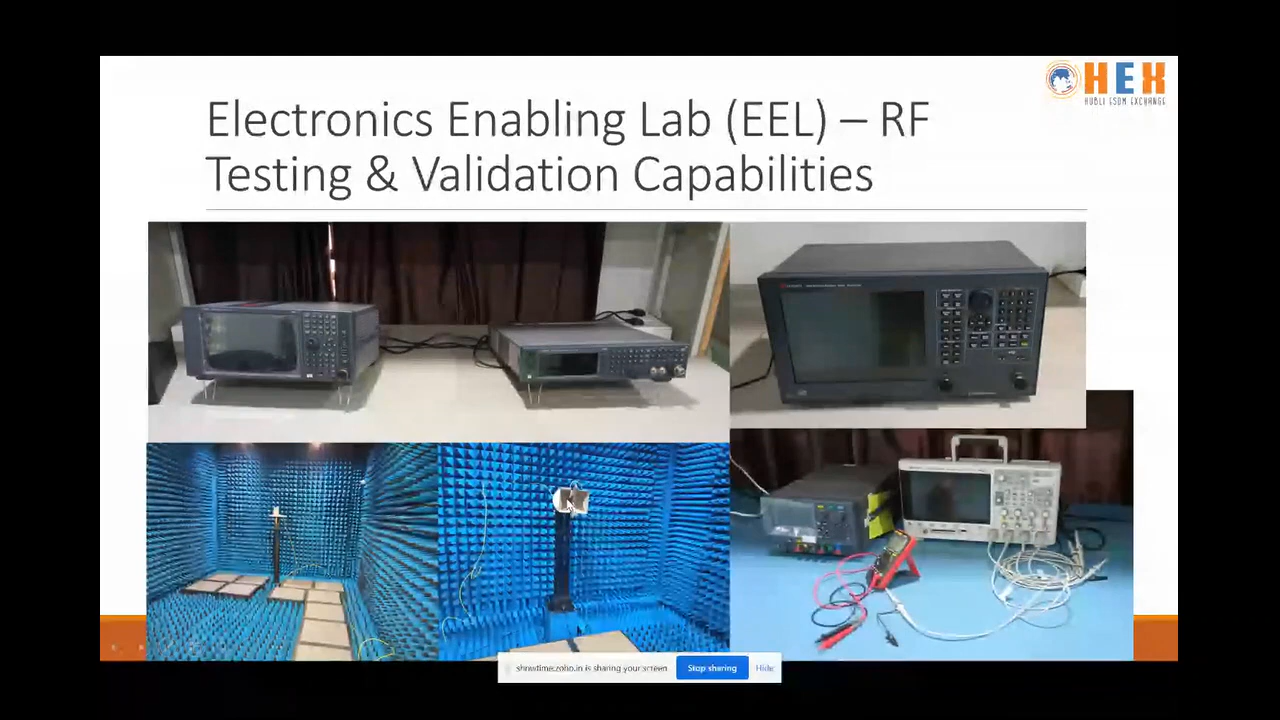 HEX
HUBLI ESDM EXCHANGE
Electronics Enabling Lab (EEL) – RF
Testing & Validation Capabilities
showtime.zoho.in is sharing your screen.
Stop sharing
Hide